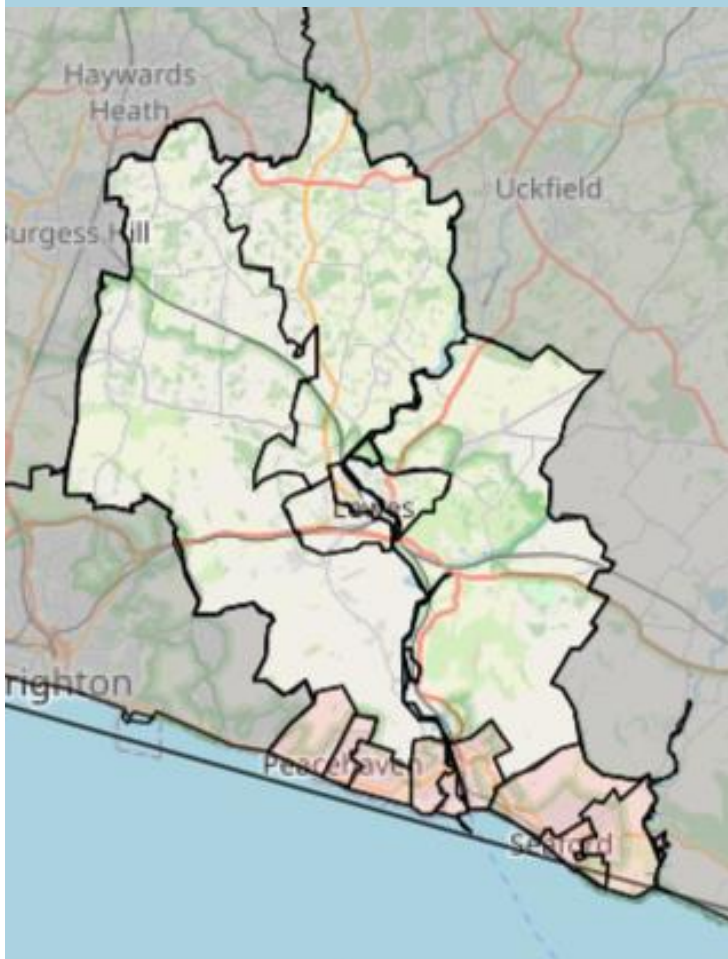 Haywards
Heath
Uckfield
urgess Hill
Lewes
righton
Peacehaven
Seaford